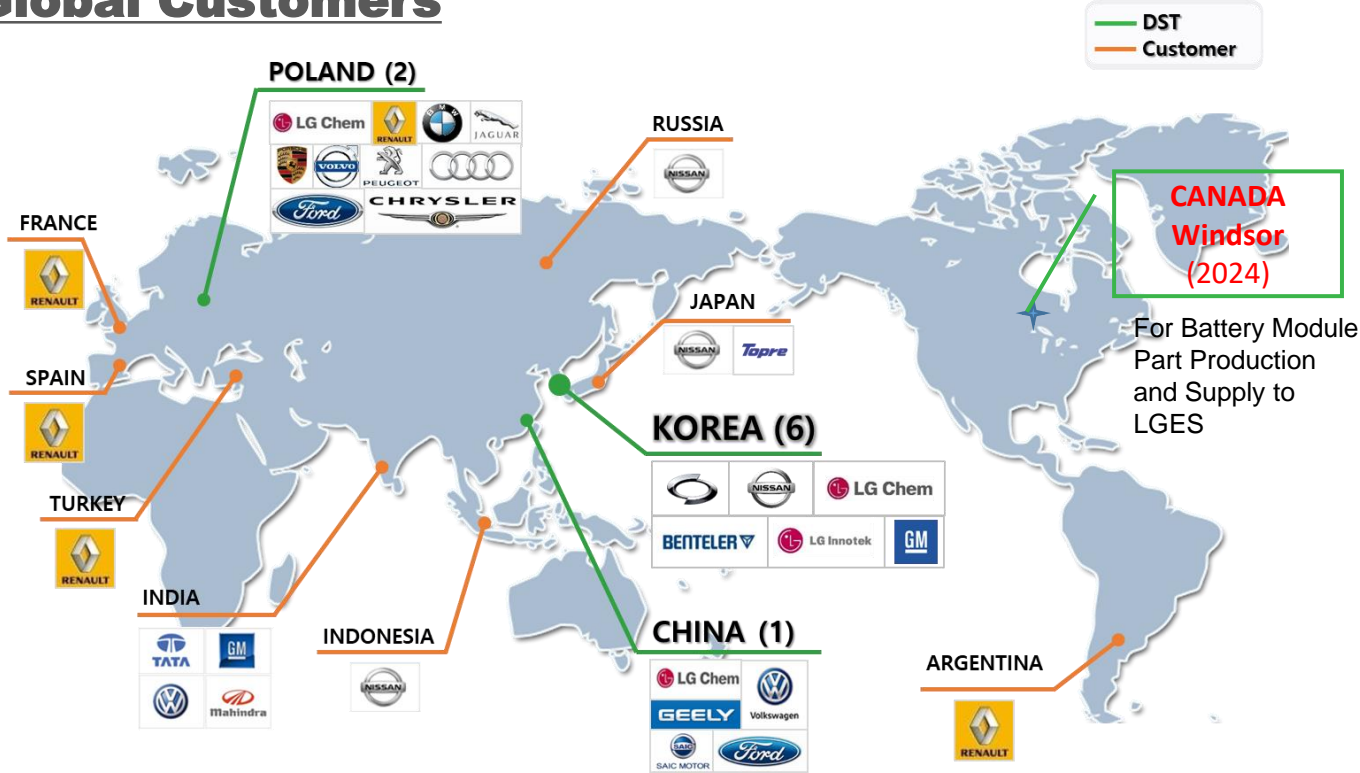 Global Customers
DST
Customer
POLAND (2)
LG Chem
RENAULT
BMW
JAGUAR
VOLVO
PEUGEOT
Ford
CHRYSLER
RUSSIA
NISSAN
CANADA
Windsor
(2024)
For Battery Module
Part Production
and Supply to
LGES
FRANCE
RENAULT
JAPAN
NISSAN
Topre
SPAIN
RENAULT
KOREA (6)
NISSAN
LG Chem
BENTELER
LG Innotek
GM
TURKEY
RENAULT
INDIA
TATA
GM
Mahindra
INDONESIA
NISSAN
CHINA (1)
LG Chem
GEELY
Volkswagen
SAIC
SAIC MOTOR
Ford
ARGENTINA
RENAULT